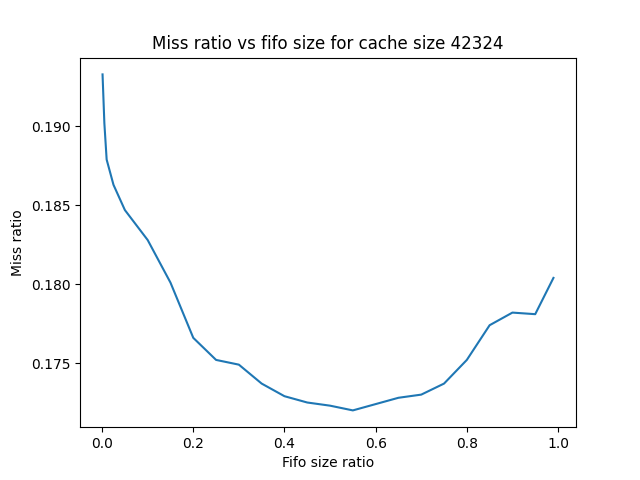 Miss ratio vs fifo size for cache size 42324
0.190
0.185
0.180
0.175
Miss ratio
0.0 0.2 0.4 0.6 0.8 1.0
Fifo size ratio